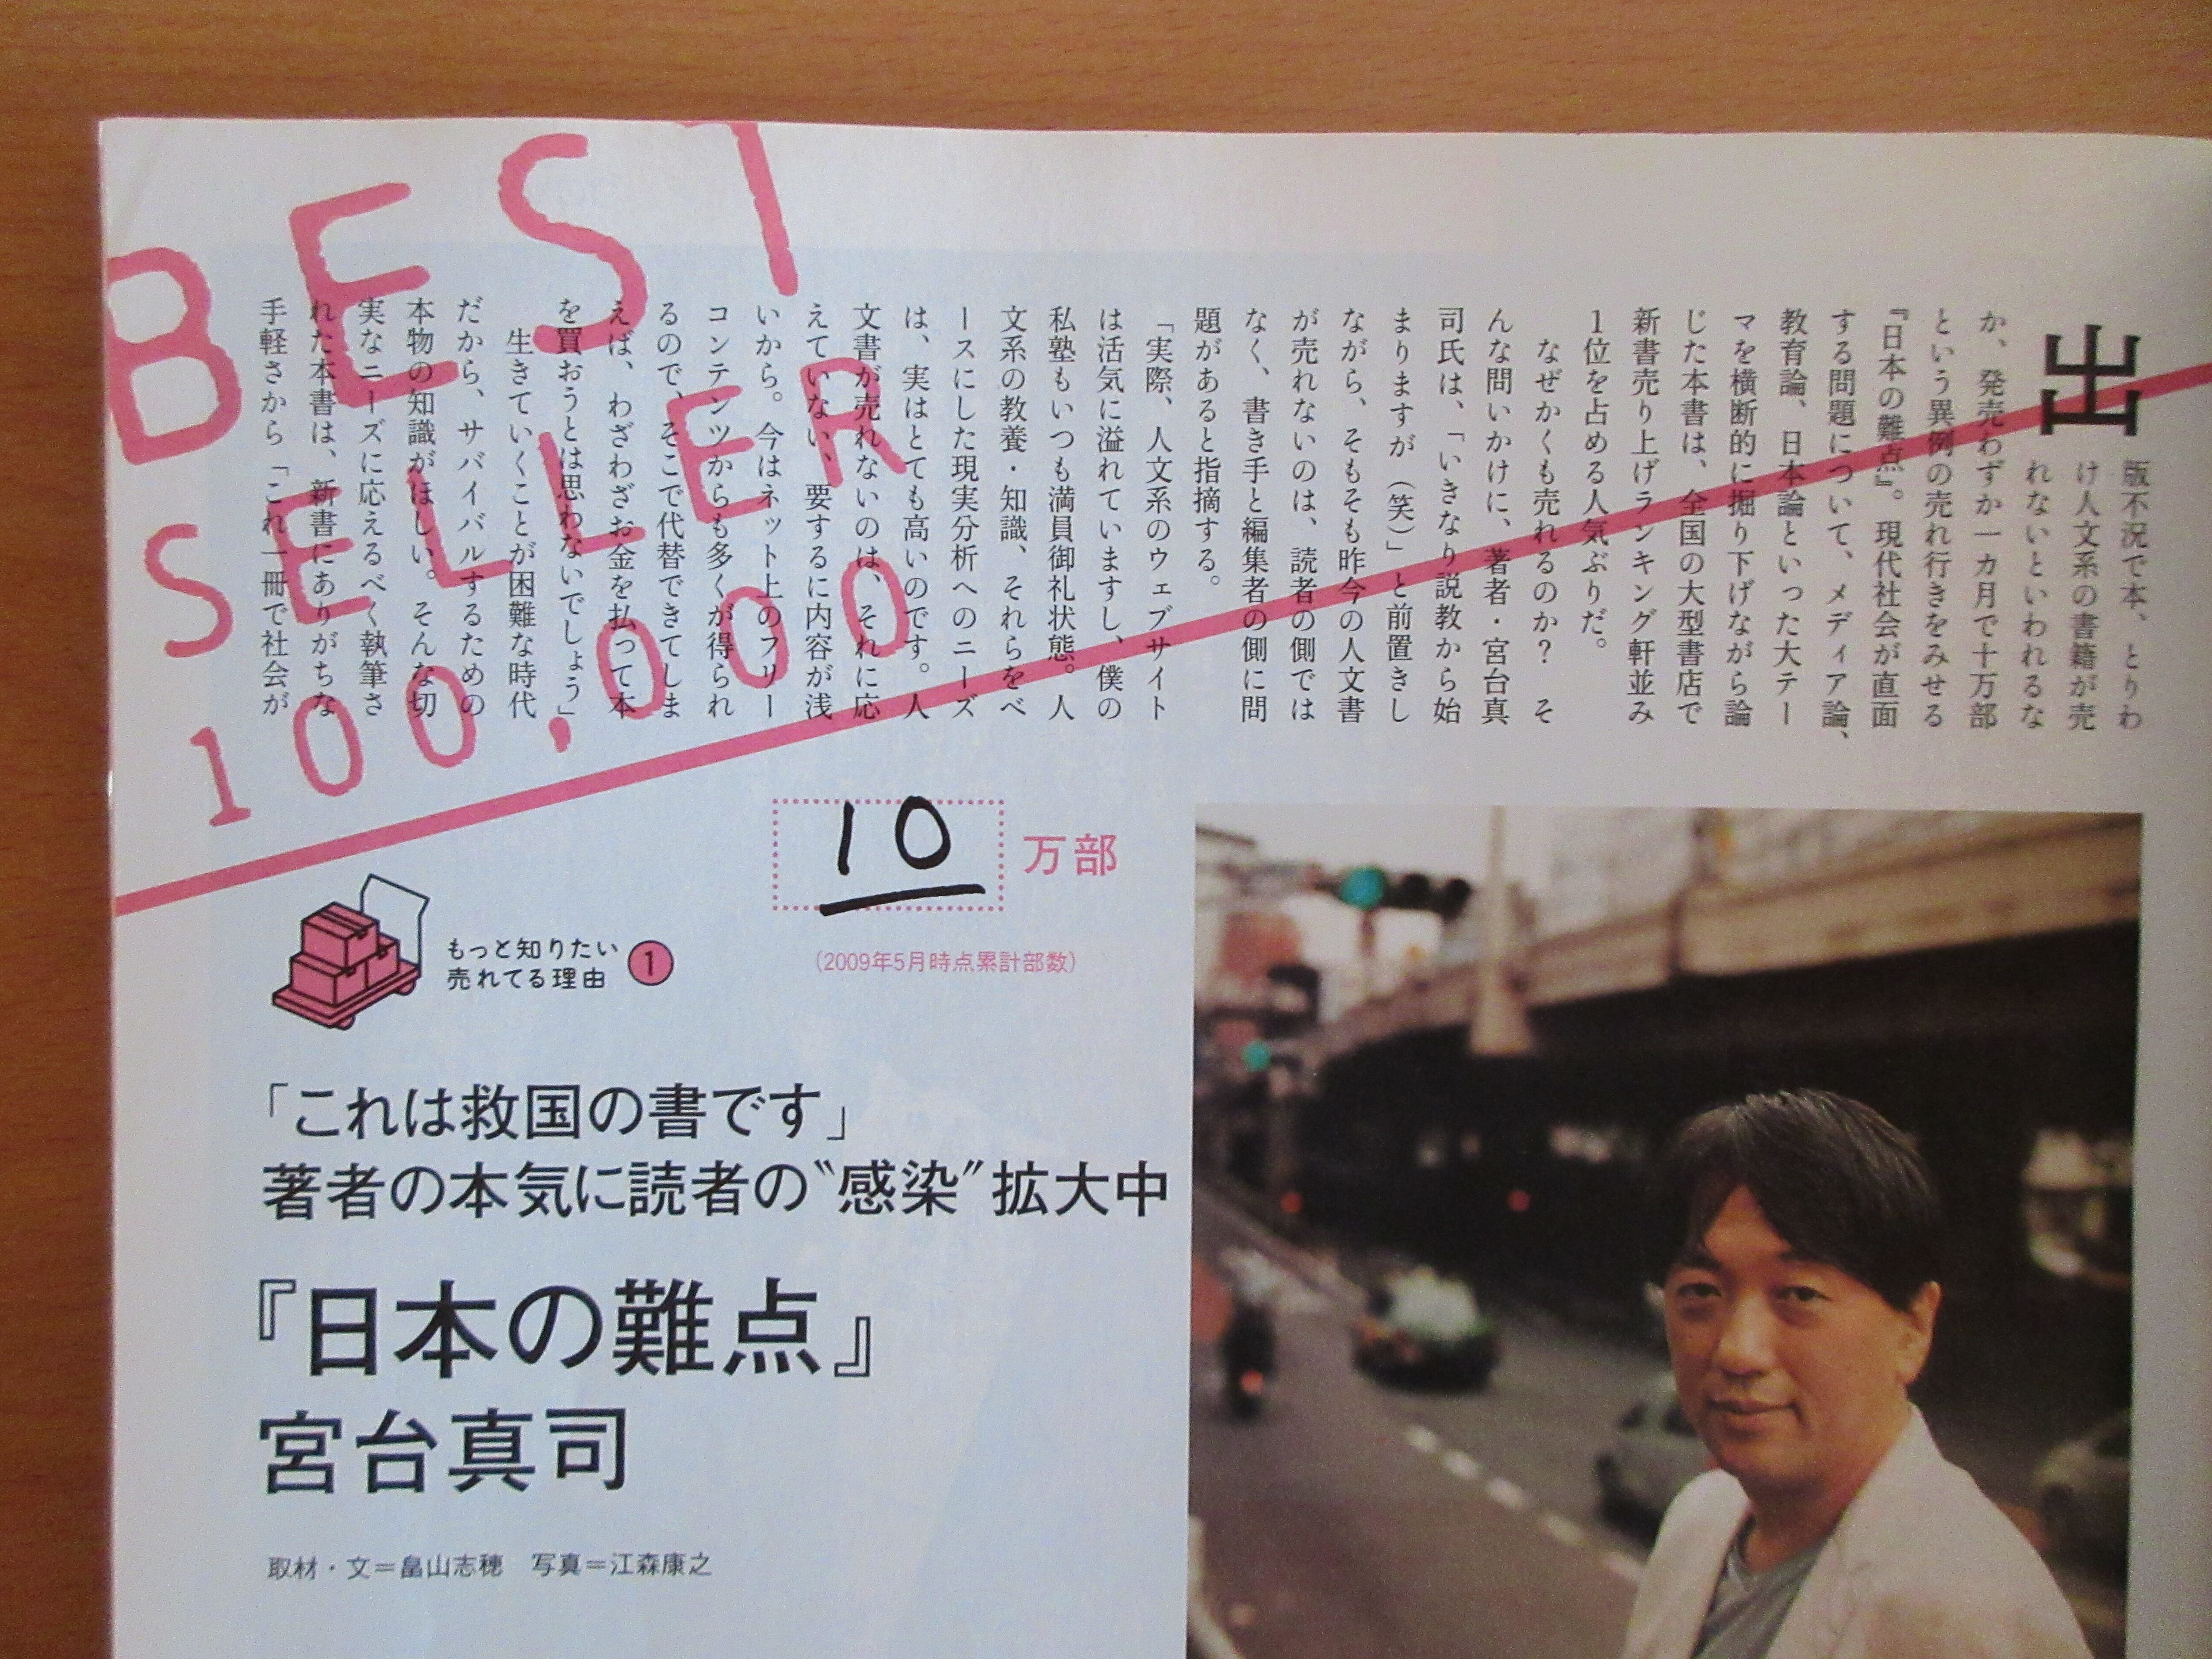 BEST
SELLER
100,000
出
版不況で本、とりわ
け人文系の書籍が売
れないといわれるな
か、発売わずか一カ月で十万部
という異例の売れ行きをみせる
『日本の難点』。現代社会が直面
する問題について、メディア論、
教育論、日本論といった大テー
マを横断的に掘り下げながら論
じた本書は、全国の大型書店で
新書売り上げランキング軒並み
1位を占める人気ぶりだ。
なぜかくも売れるのか？　そ
んな問いかけに、著者・宮台真
司氏は、「いきなり説教から始
まりますが（笑）」と前置きし
ながら、そもそも昨今の人文書
が売れないのは、読者の側では
なく、書き手と編集者の側に問
題があると指摘する。
「実際、人文系のウェブサイト
は活気に溢れていますし、僕の
私塾もいつも満員御礼状態。人
文系の教養・知識、それらをベ
ースにした現実分析へのニーズ
は、実はとても高いのです。人
文書が売れないのは、それに応
えていない、要するに内容が浅
いから。今はネット上のフリー
コンテンツからも多くが得られ
るので、そこで代替できてしま
えば、わざわざお金を払って本
を買おうとは思わないでしょう」
生きていくことが困難な時代
だから、サバイバルするための
本物の知識がほしい。そんな切
実なニーズに応えるべく執筆さ
れた本書は、新書にありがちな
手軽さから「これ一冊で社会が
10 万部
（2009年5月時点累計部数）
もっと知りたい
売れてる理由 1
「これは救国の書です」
著者の本気に読者の〝感染〟拡大中
『日本の難点』
宮台真司
取材・文＝畠山志穂　写真＝江森康之